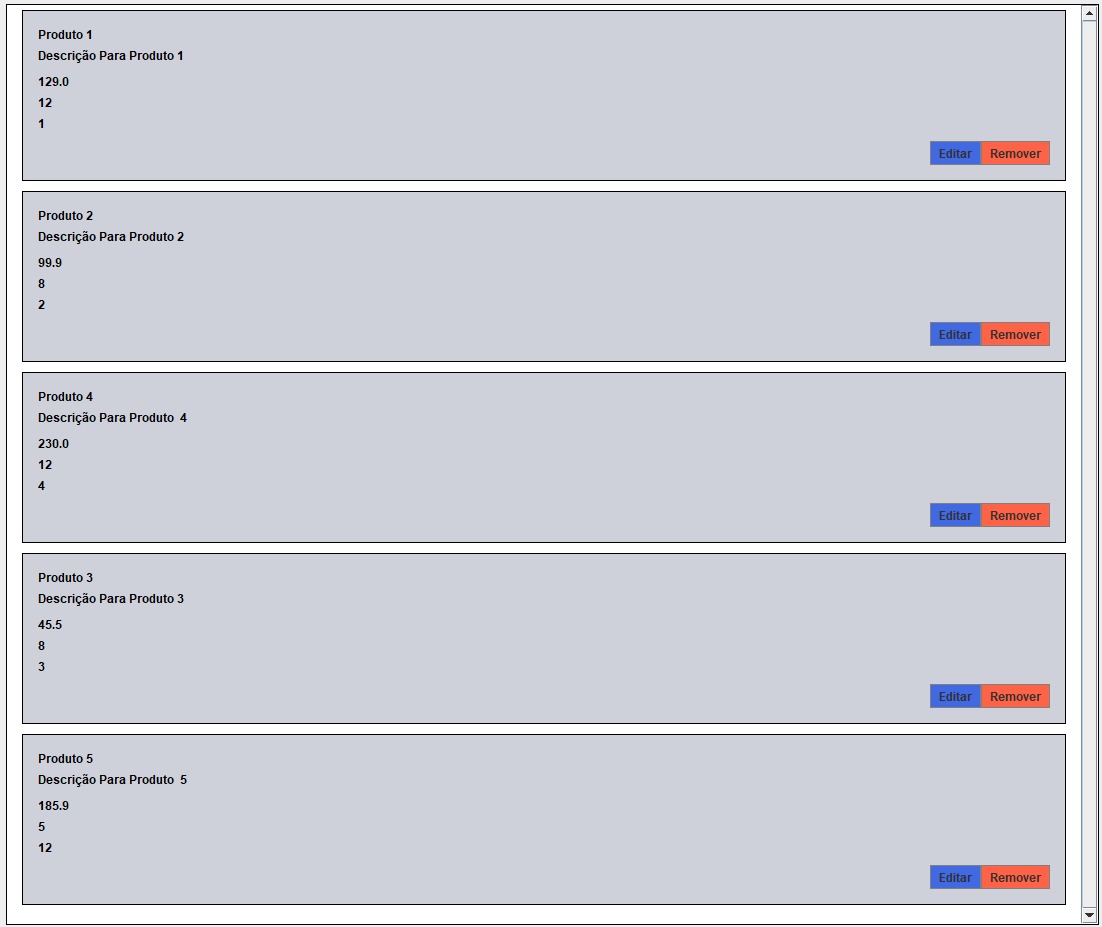 Produto 1
Descrição Para Produto 1
129.0
12
1
Editar Remover
Produto 2
Descrição Para Produto 2
99.9
8
2
Editar Remover
Produto 4
Descrição Para Produto  4
230.0
12
4
Editar Remover
Produto 3
Descrição Para Produto 3
45.5
8
3
Editar Remover
Produto 5
Descrição Para Produto  5
185.9
5
12
Editar Remover